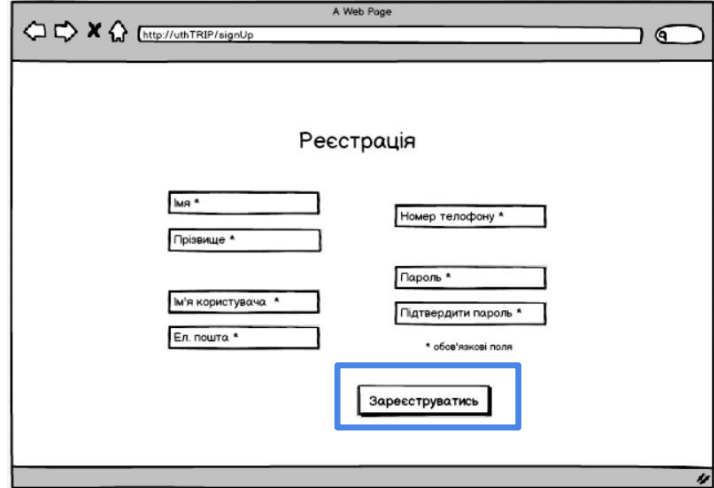 A Web Page
http://uthTRIP/signUp
Реєстрація
Імя *
Прізвище *
Ім'я користувача *
Ел. пошта *
Номер телофону *
Пароль *
Підтвердити пароль *
* обов'язкові поля
Зареєструватись